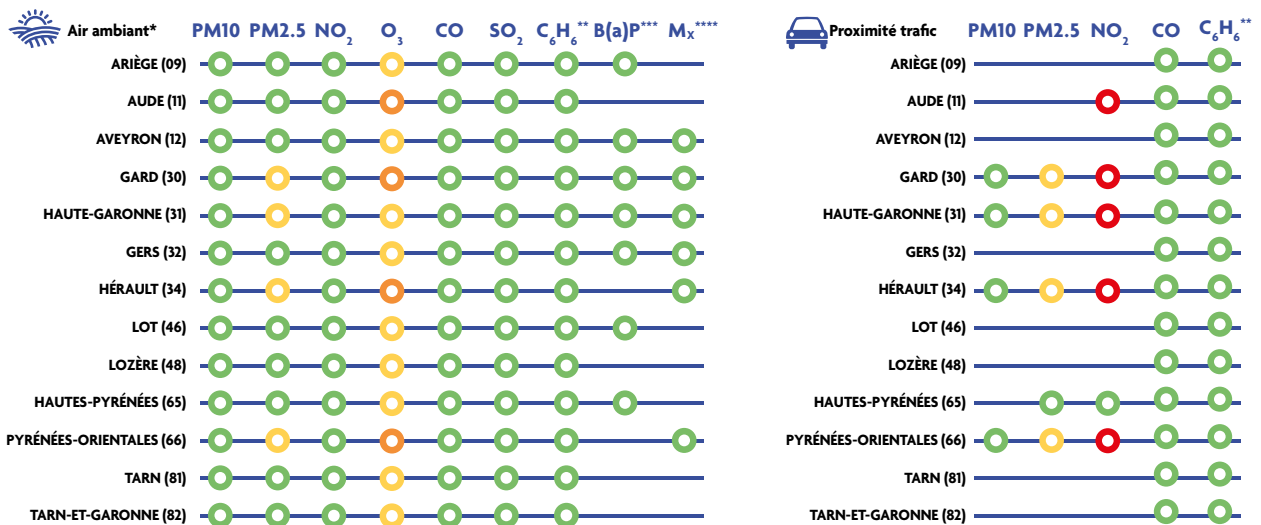 Air ambiant* PM10 PM2.5 NO2 O3 CO SO2 C6H6** B(a)P*** Mx****
ARIÈGE (09)
AUDE (11)
AVEYRON (12)
GARD (30)
HAUTE-GARONNE (31)
GERS (32)
HÉRAULT (34)
LOT (46)
LOZÈRE (48)
HAUTES-PYRÉNÉES (65)
PYRÉNÉES-ORIENTALES (66)
TARN (81)
TARN-ET-GARONNE (82)
Proximité trafic PM10 PM2.5 NO2 CO C6H6**
ARIÈGE (09)
AUDE (11)
AVEYRON (12)
GARD (30)
HAUTE-GARONNE (31)
GERS (32)
HÉRAULT (34)
LOT (46)
LOZÈRE (48)
HAUTES-PYRÉNÉES (65)
PYRÉNÉES-ORIENTALES (66)
TARN (81)
TARN-ET-GARONNE (82)